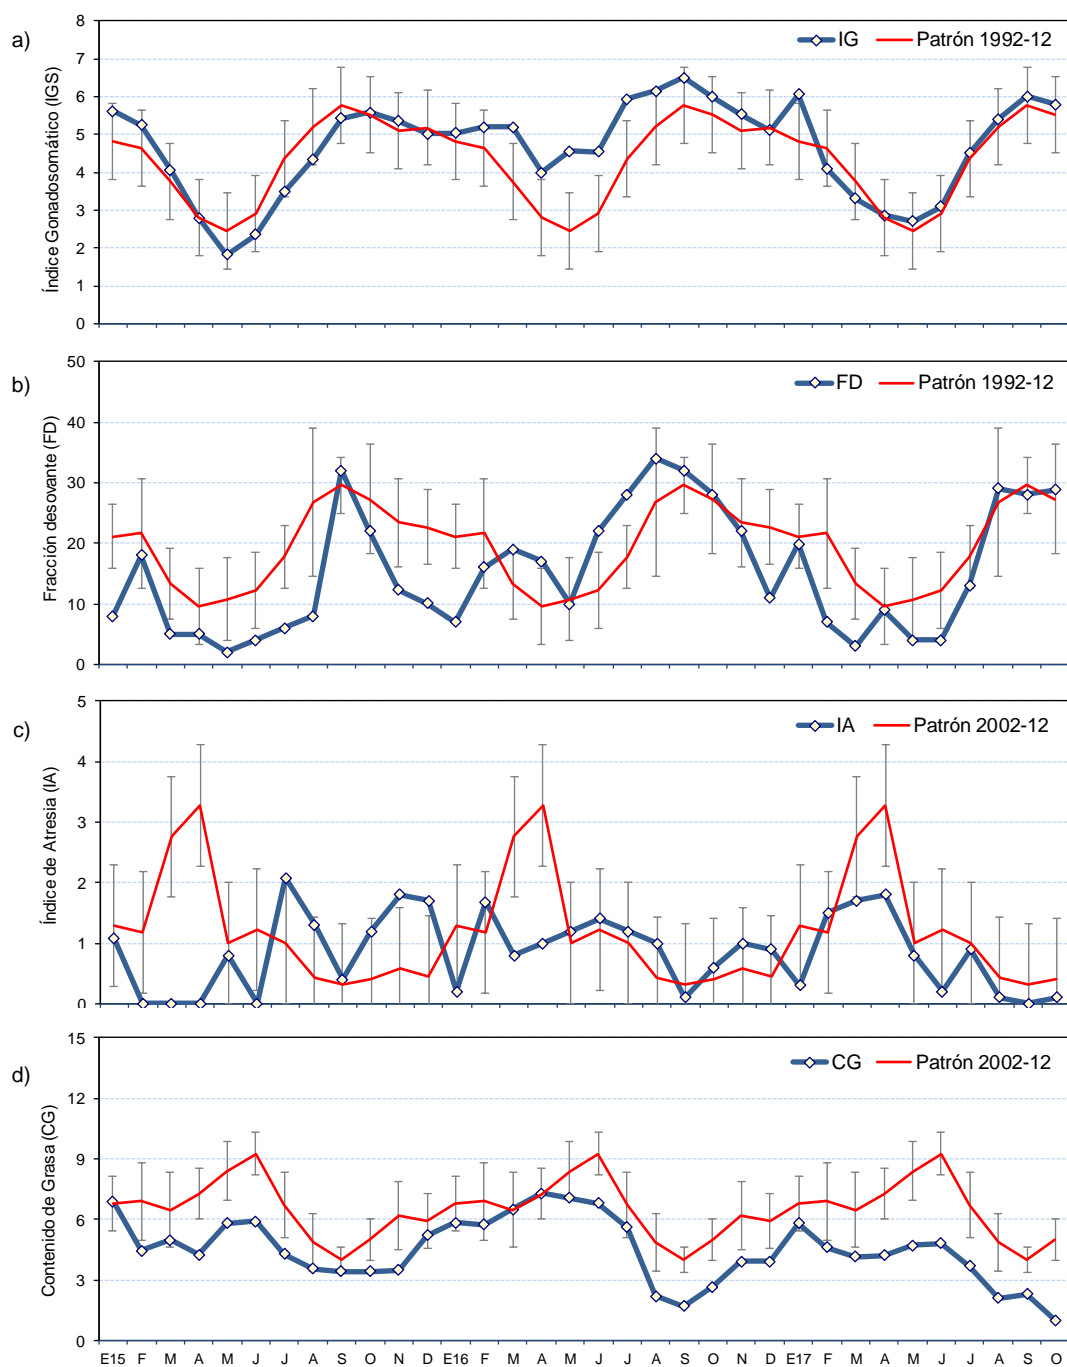 a)
Índice Gonadosomático (IGS)
8
7
6
5
4
3
2
1
0
IG
Patrón 1992-12
b)
Fracción desovante (FD)
50
40
30
20
10
0
FD
Patrón 1992-12
c)
Índice de Atresia (IA)
5
4
3
2
1
0
IA
Patrón 2002-12
d)
Contenido de Grasa (CG)
15
12
9
6
3
0
CG
Patrón 2002-12
E15 F M A M J J A S O N D E16 F M A M J J A S O N D E17 F M A M J J A S O